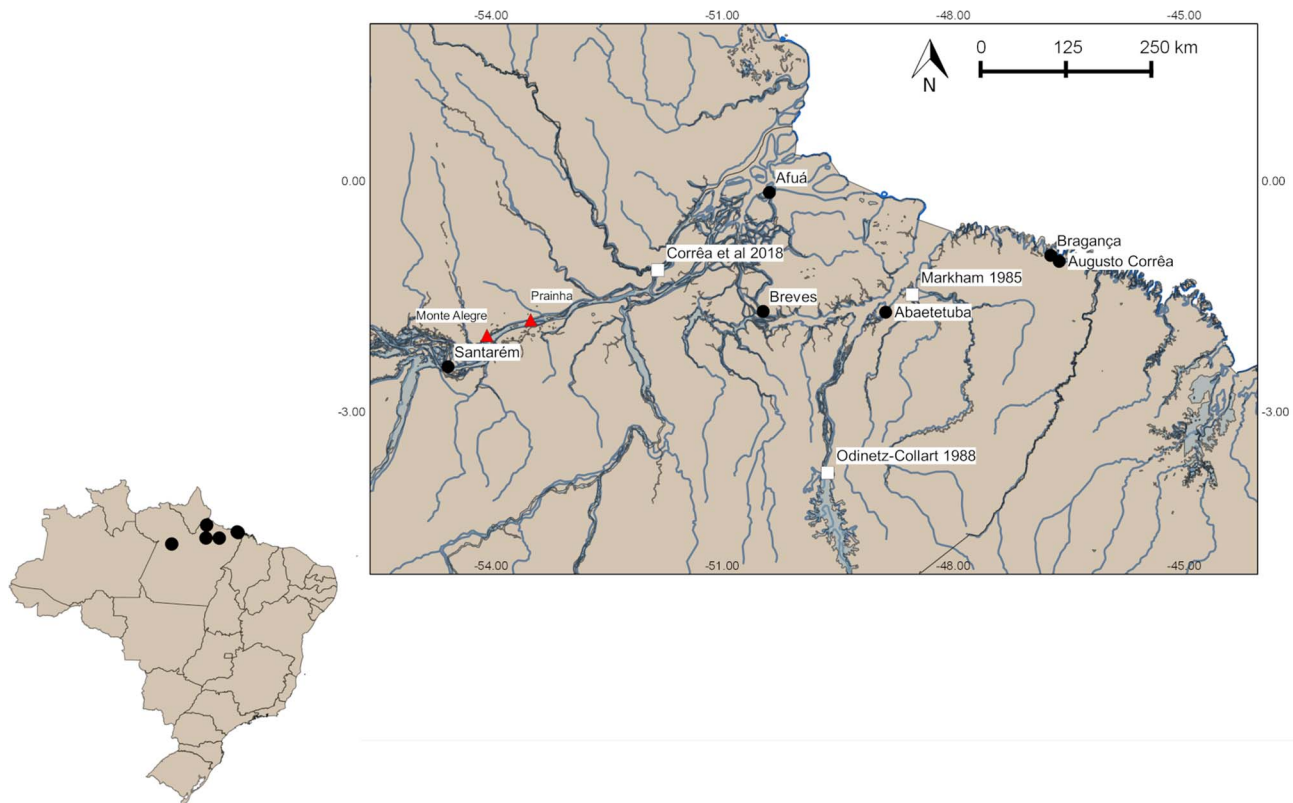 -54.00
-51.00
-48.00
-45.00
0
125
250 km
N
0.00
0.00
Afuá
Bragança
Augusto Corrêa
Corrêa et al 2018
Markham 1985
Prainha
Breves
Abaetetuba
Monte Alegre
Santarém
-3.00
-3.00
Odinetz-Collart 1988
-54.00
-51.00
-48.00
-45.00